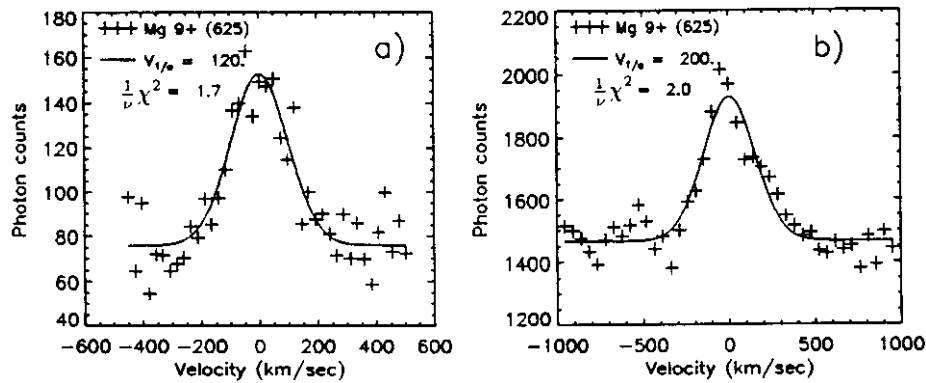 180
160
140
120
100
80
60
40
Photon counts
+++ Mg 9+ (625)
— V1/e = 120.
1/ν χ² = 1.7
a)
−600 −400 −200 0 200 400 600
Velocity (km/sec)
2200
2000
1800
1600
1400
1200
Photon counts
+++ Mg 9+ (625)
— V1/e = 200.
1/ν χ² = 2.0
b)
−1000 −500 0 500 1000
Velocity (km/sec)